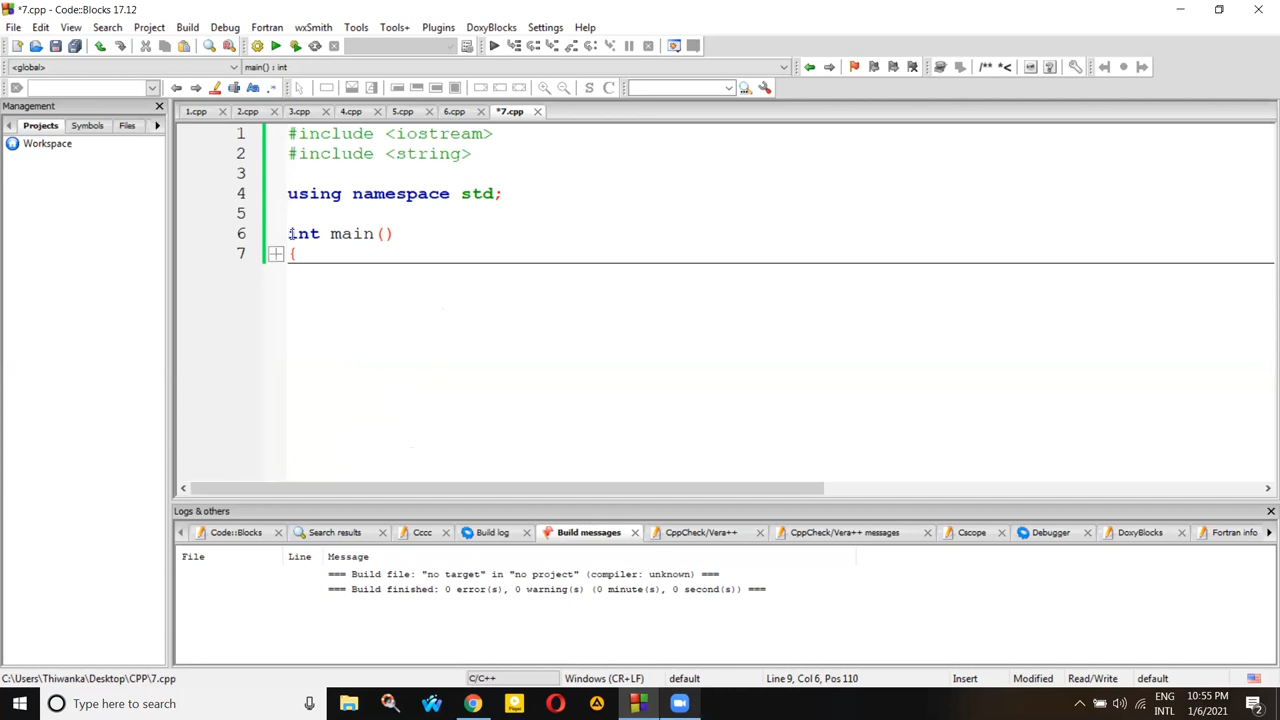 *7.cpp - Code::Blocks 17.12
File Edit View Search Project Build Debug Fortran wxSmith Tools Tools+ Plugins DoxyBlocks Settings Help
<global> main() : int
/** *<
S C
Management
Projects Symbols Files
Workspace
1.cpp 2.cpp 3.cpp 4.cpp 5.cpp 6.cpp *7.cpp
1 #include <iostream>
2 #include <string>
3
4 using namespace std;
5
6 int main()
7 {
Logs & others
Code::Blocks Search results Cccc Build log Build messages CppCheck/Vera++ CppCheck/Vera++ messages Cscope Debugger DoxyBlocks Fortran info
File Line Message
=== Build file: "no target" in "no project" (compiler: unknown) ===
=== Build finished: 0 error(s), 0 warning(s) (0 minute(s), 0 second(s)) ===
C:\Users\Thiwanka\Desktop\CPP\7.cpp C/C++ Windows (CR+LF) default Line 9, Col 6, Pos 110 Insert Modified Read/Write default
Type here to search
ENG
INTL
10:55 PM
1/6/2021
2